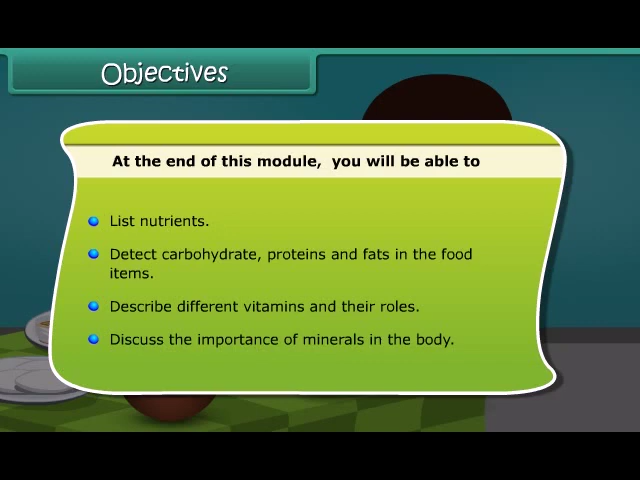 Objectives
At the end of this module, you will be able to
List nutrients.
Detect carbohydrate, proteins and fats in the food
items.
Describe different vitamins and their roles.
Discuss the importance of minerals in the body.